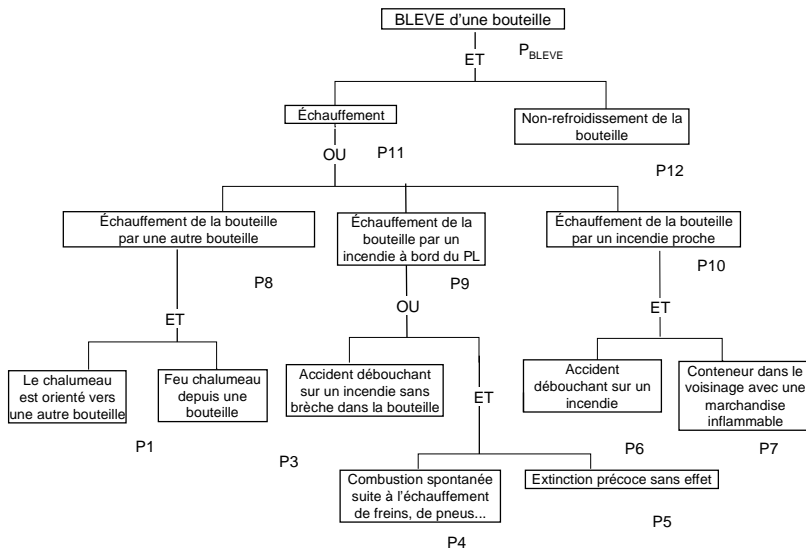 BLEVE d'une bouteille
P_BLEVE
ET
Échauffement
Non-refroidissement de la
bouteille
OU
P11
P12
Échauffement de la bouteille
par une autre bouteille
Échauffement de la
bouteille par un
incendie à bord du PL
Échauffement de la bouteille
par un incendie proche
P8
P9
P10
ET
OU
ET
Le chalumeau
est orienté vers
une autre bouteille
Feu chalumeau
depuis une
bouteille
Accident débouchant
sur un incendie sans
brèche dans la bouteille
ET
Accident
débouchant sur un
incendie
Conteneur dans le
voisinage avec une
marchandise
inflammable
P1
P3
P6
P7
Combustion spontanée
suite à l'échauffement
de freins, de pneus...
Extinction précoce sans effet
P4
P5